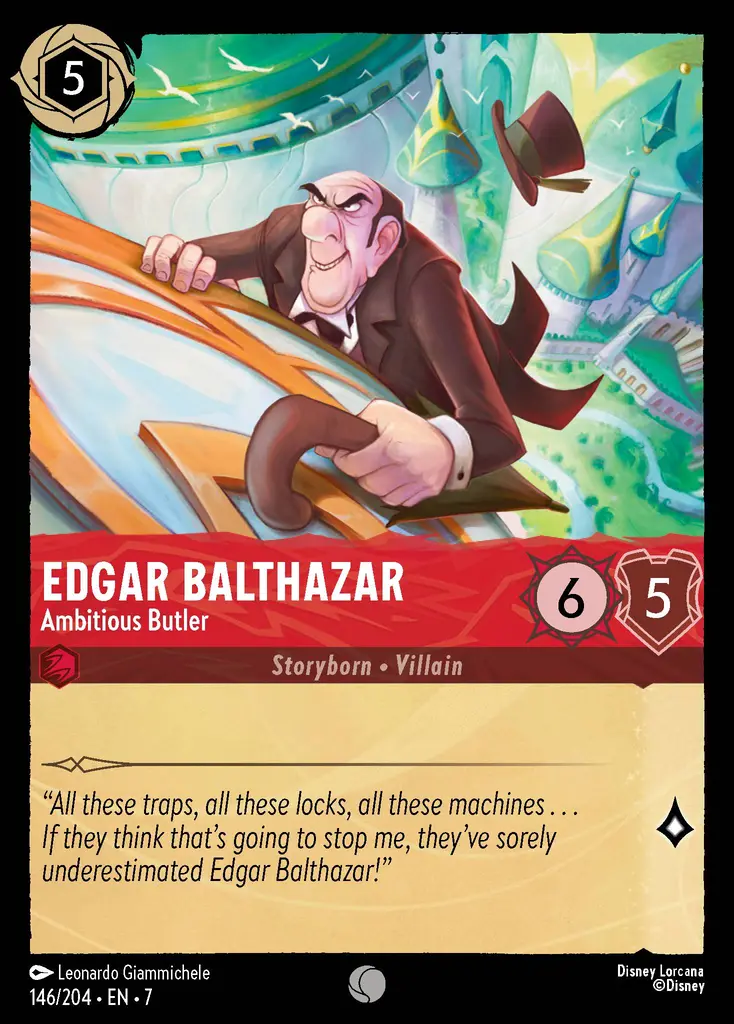 5
EDGAR BALTHAZAR
Ambitious Butler
6
5
Storyborn • Villain
“All these traps, all these locks, all these machines . . .
If they think that’s going to stop me, they’ve sorely
underestimated Edgar Balthazar!”
Leonardo Giammichele
146/204 • EN • 7
Disney Lorcana
©Disney